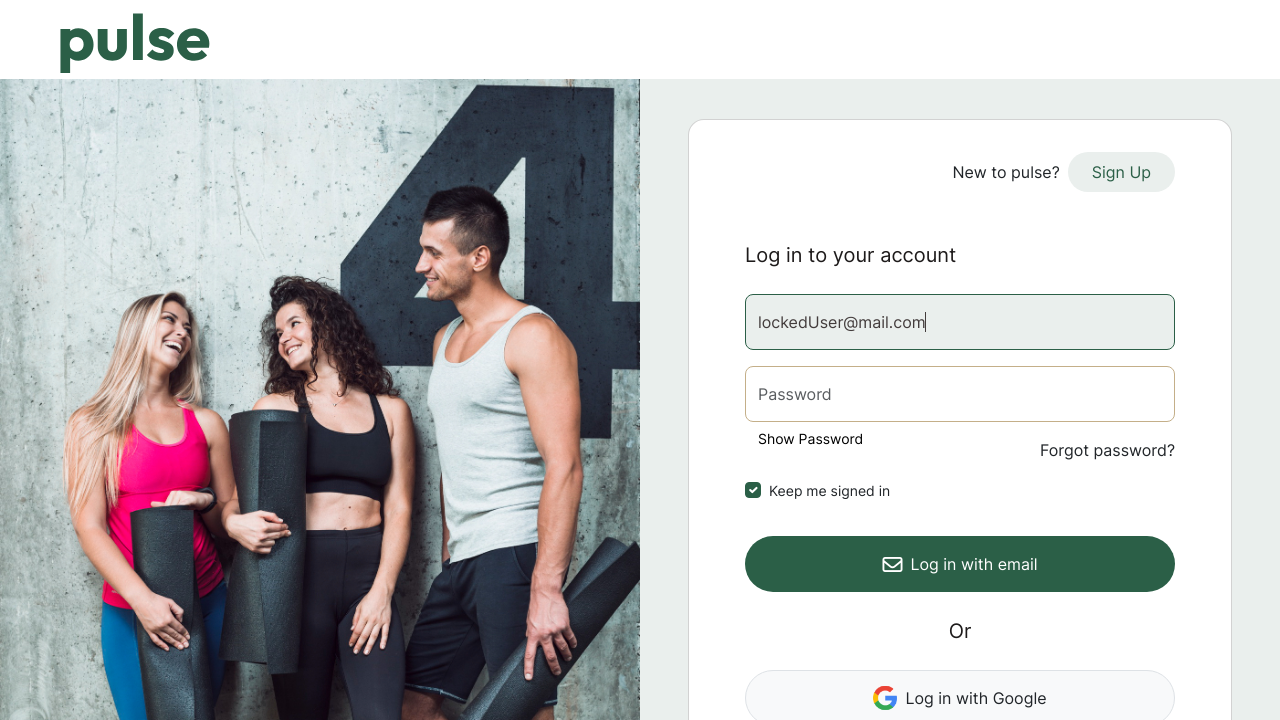 pulse
New to pulse? Sign Up
Log in to your account
lockedUser@mail.com
Password
Show Password
Forgot password?
Keep me signed in
Log in with email
Or
Log in with Google
4